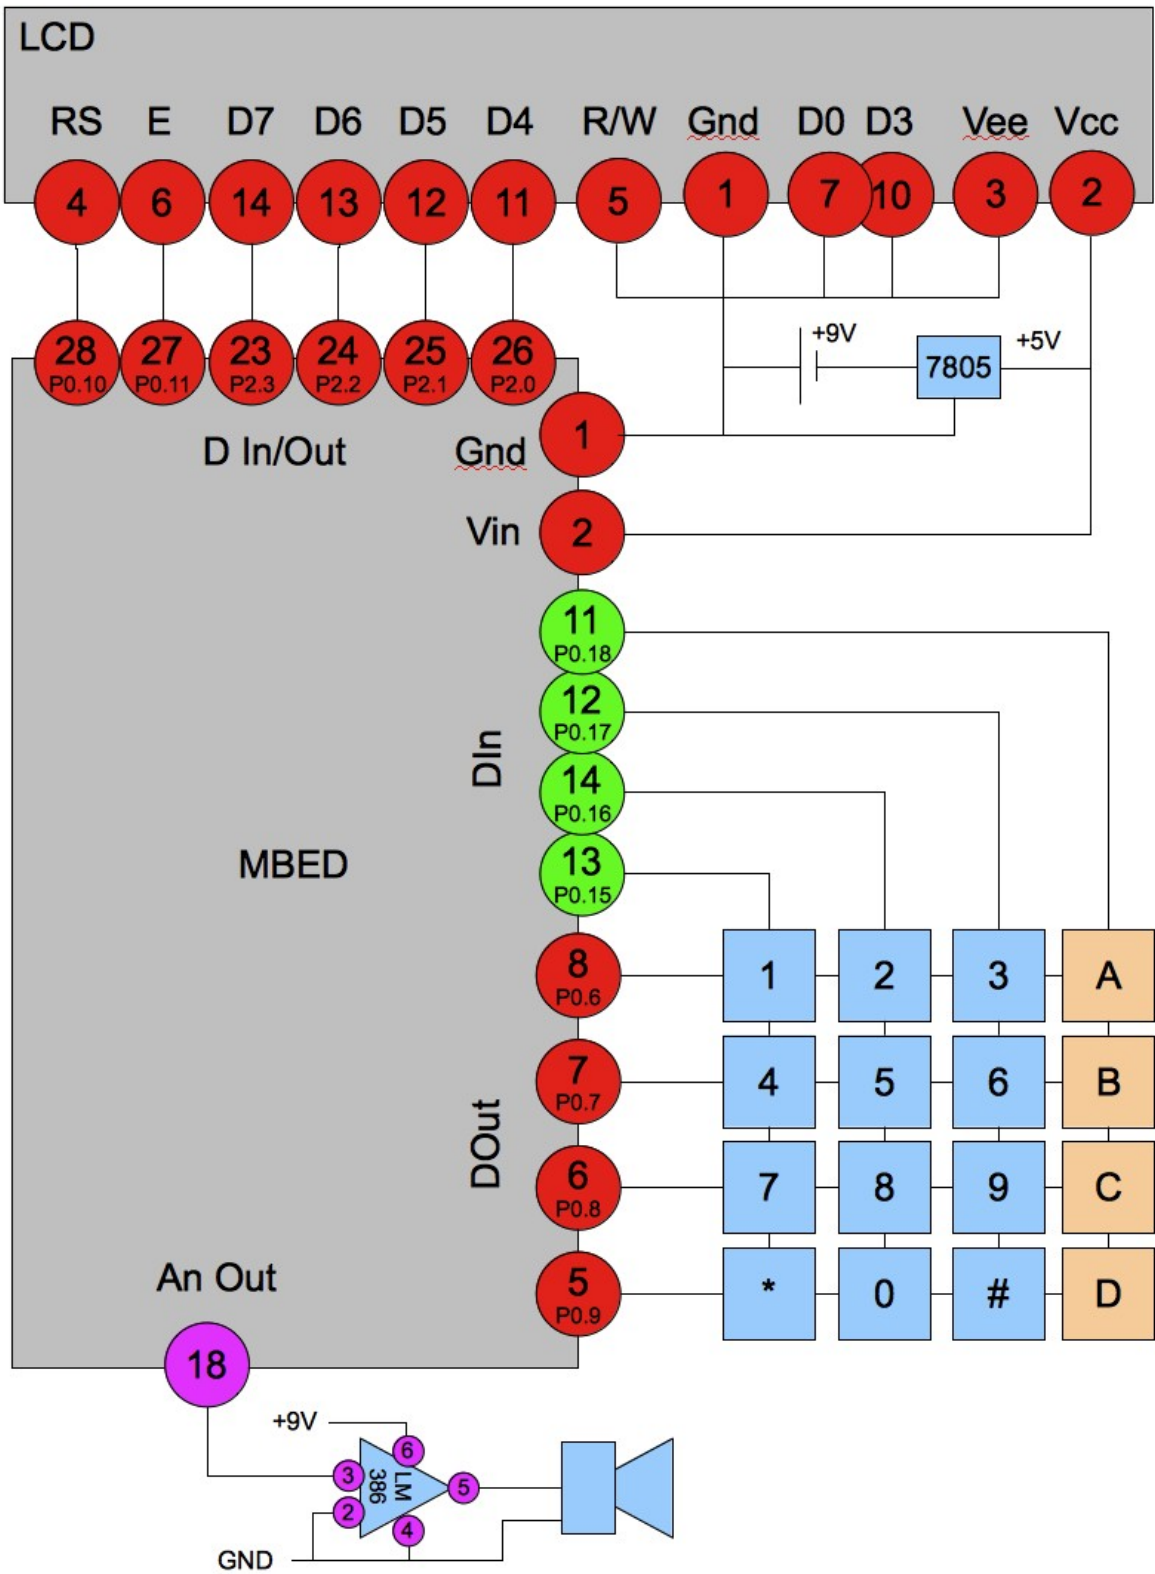 LCD
RS E D7 D6 D5 D4 R/W Gnd D0 D3 Vee Vcc
4 6 14 13 12 11 5 1 7 10 3 2
28 27 23 24 25 26
P0.10 P0.11 P2.3 P2.2 P2.1 P2.0
+9V
7805
+5V
D In/Out
Gnd 1
Vin 2
11
P0.18
12
P0.17
DIn
14
P0.16
MBED
13
P0.15
8
P0.6
1 2 3 A
7
P0.7
4 5 6 B
DOut
6
P0.8
7 8 9 C
5
P0.9
* 0 # D
An Out
18
+9V
6
3
LM
386
5
2
4
GND